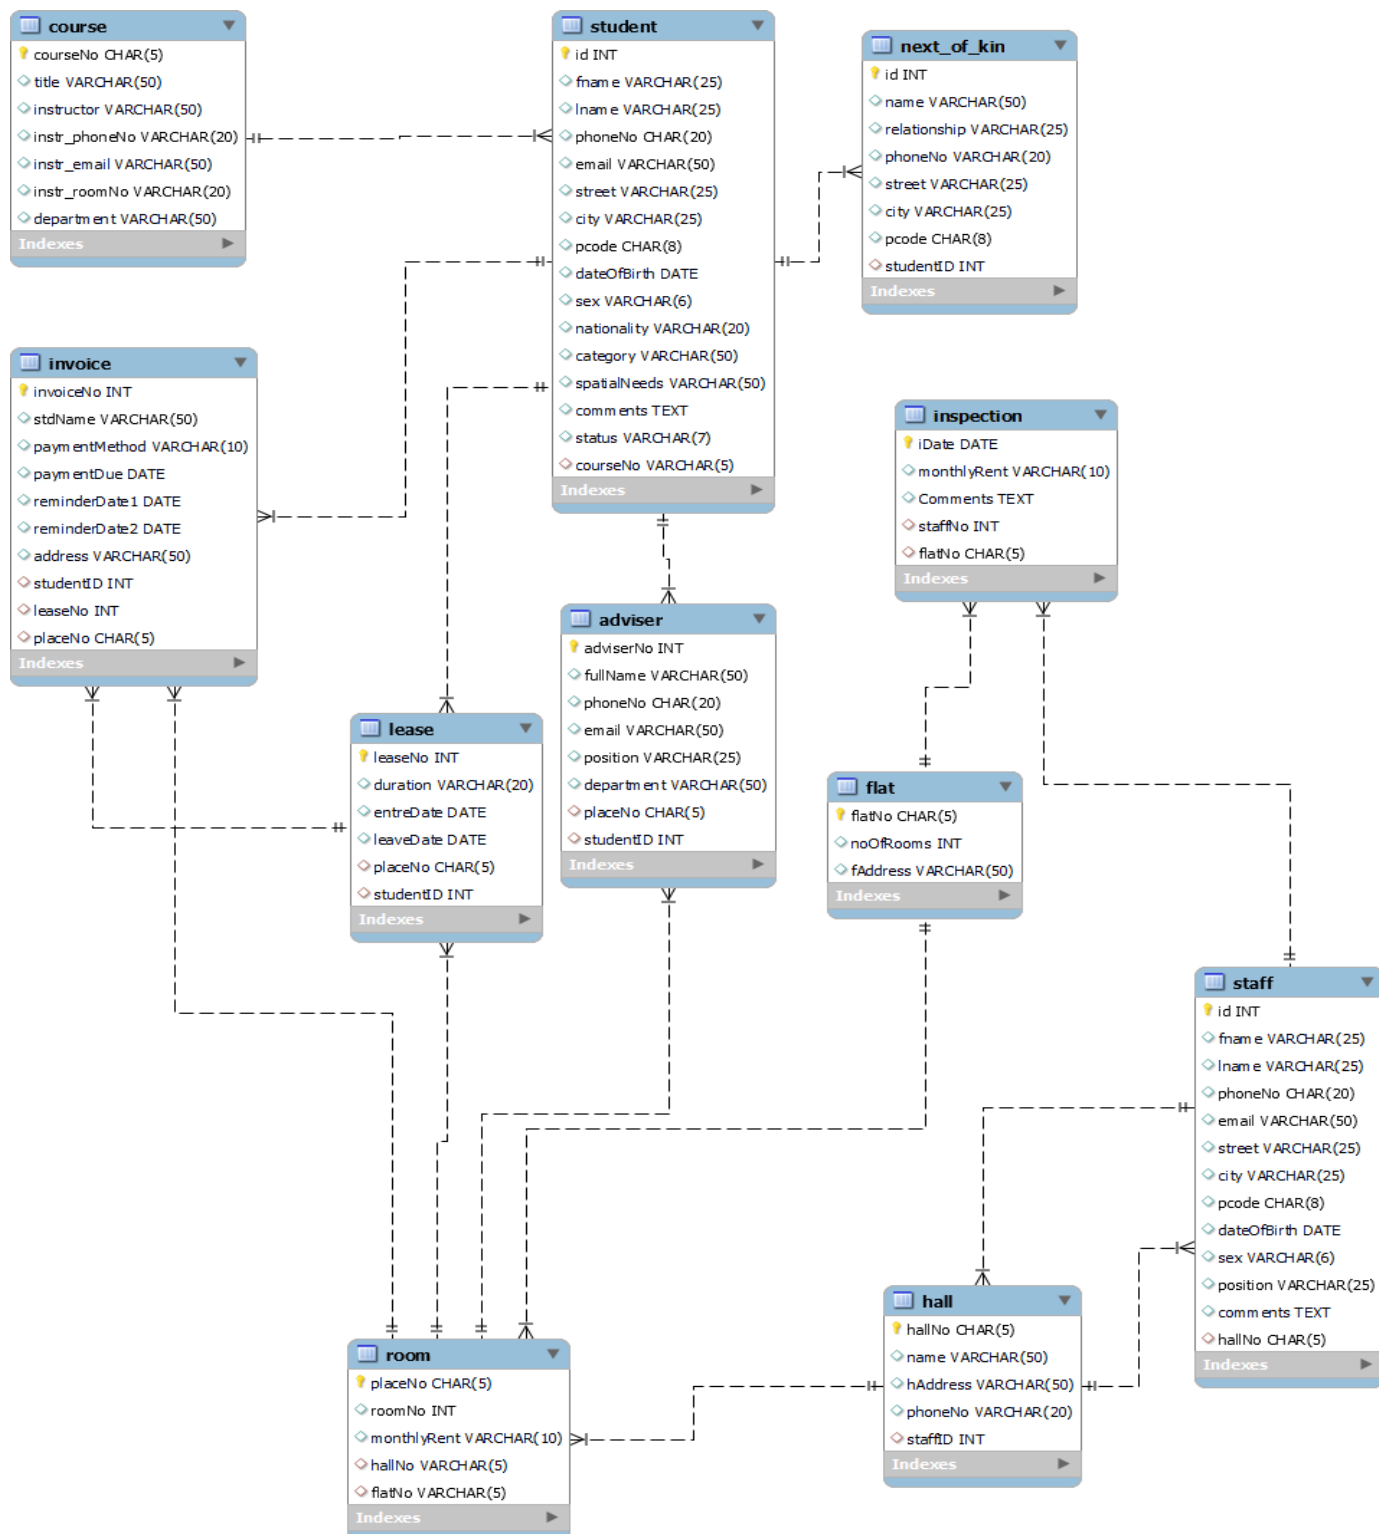 course
courseNo CHAR(5)
title VARCHAR(50)
instructor VARCHAR(50)
instr_phoneNo VARCHAR(20)
instr_email VARCHAR(50)
instr_roomNo VARCHAR(20)
department VARCHAR(50)
Indexes
student
id INT
fname VARCHAR(25)
lname VARCHAR(25)
phoneNo CHAR(20)
email VARCHAR(50)
street VARCHAR(25)
city VARCHAR(25)
pcode CHAR(8)
dateOfBirth DATE
sex VARCHAR(6)
nationality VARCHAR(20)
category VARCHAR(50)
spatialNeeds VARCHAR(50)
comments TEXT
status VARCHAR(7)
courseNo VARCHAR(5)
Indexes
next_of_kin
id INT
name VARCHAR(50)
relationship VARCHAR(25)
phoneNo VARCHAR(20)
street VARCHAR(25)
city VARCHAR(25)
pcode CHAR(8)
studentID INT
Indexes
invoice
invoiceNo INT
stdName VARCHAR(50)
paymentMethod VARCHAR(10)
paymentDue DATE
reminderDate1 DATE
reminderDate2 DATE
address VARCHAR(50)
studentID INT
leaseNo INT
placeNo CHAR(5)
Indexes
inspection
iDate DATE
monthlyRent VARCHAR(10)
Comments TEXT
staffNo INT
flatNo CHAR(5)
Indexes
adviser
adviserNo INT
fullName VARCHAR(50)
phoneNo CHAR(20)
email VARCHAR(50)
position VARCHAR(25)
department VARCHAR(50)
placeNo CHAR(5)
studentID INT
Indexes
lease
leaseNo INT
duration VARCHAR(20)
entreDate DATE
leaveDate DATE
placeNo CHAR(5)
studentID INT
Indexes
flat
flatNo CHAR(5)
noOfRooms INT
fAddress VARCHAR(50)
Indexes
staff
id INT
fname VARCHAR(25)
lname VARCHAR(25)
phoneNo CHAR(20)
email VARCHAR(50)
street VARCHAR(25)
city VARCHAR(25)
pcode CHAR(8)
dateOfBirth DATE
sex VARCHAR(6)
position VARCHAR(25)
comments TEXT
hallNo CHAR(5)
Indexes
hall
hallNo CHAR(5)
name VARCHAR(50)
hAddress VARCHAR(50)
phoneNo VARCHAR(20)
staffID INT
Indexes
room
placeNo CHAR(5)
roomNo INT
monthlyRent VARCHAR(10)
hallNo VARCHAR(5)
flatNo VARCHAR(5)
Indexes